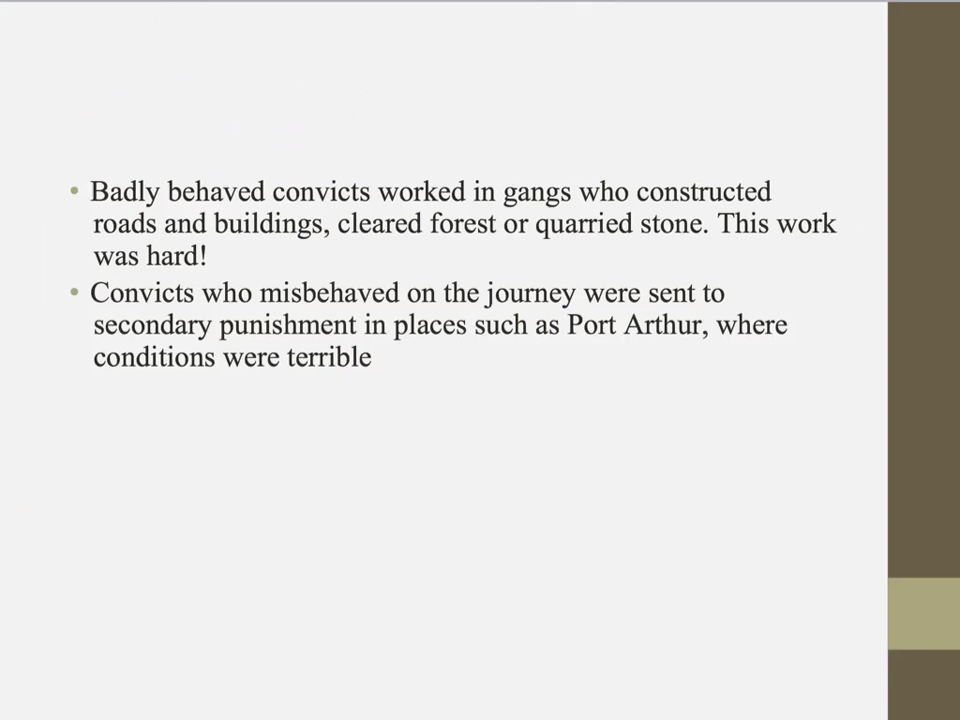 • Badly behaved convicts worked in gangs who constructed
roads and buildings, cleared forest or quarried stone. This work
was hard!
• Convicts who misbehaved on the journey were sent to
secondary punishment in places such as Port Arthur, where
conditions were terrible